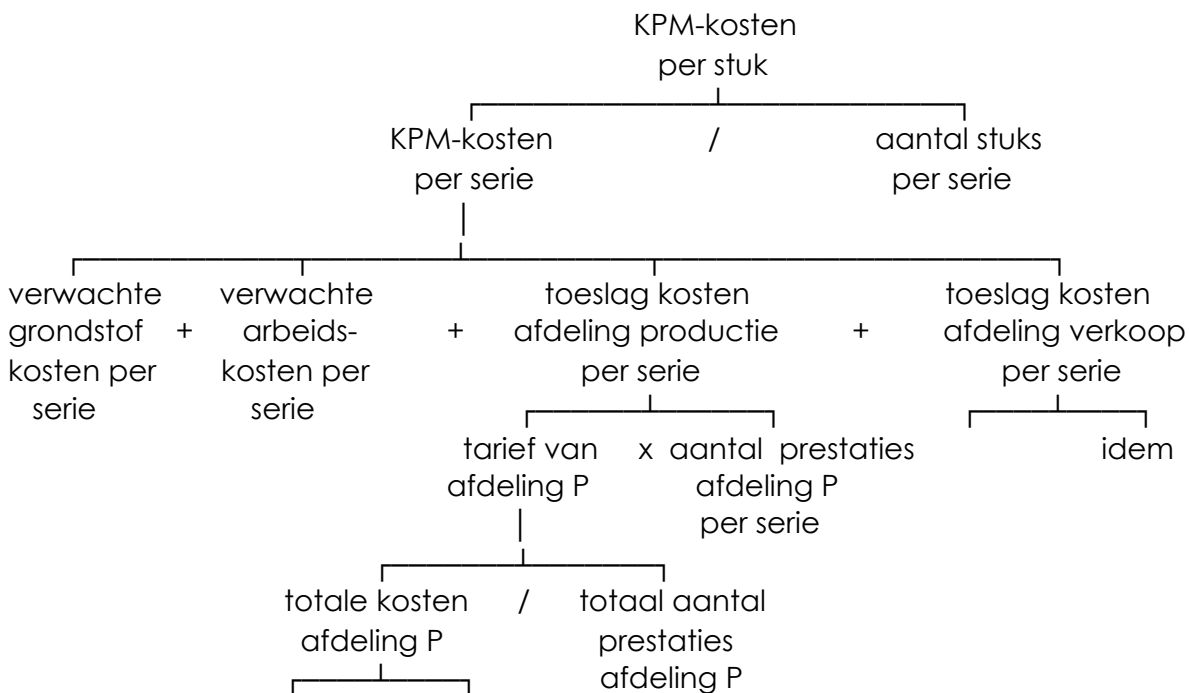 KPM-kosten
per stuk
KPM-kosten / aantal stuks
per serie per serie
verwachte verwachte toeslag kosten toeslag kosten
grondstof + arbeids- + afdeling productie + afdeling verkoop
kosten per kosten per per serie per serie
serie serie
tarief van x aantal prestaties idem
afdeling P afdeling P
per serie
totale kosten / totaal aantal
afdeling P prestaties
afdeling P